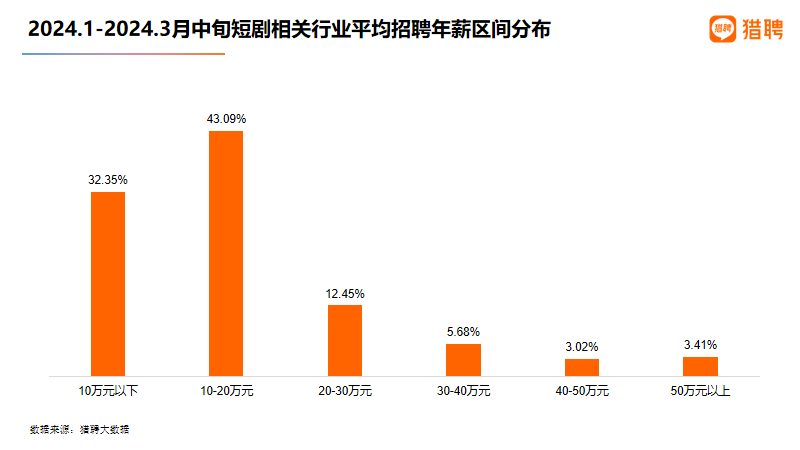 2024.1-2024.3月中旬短剧相关行业平均招聘年薪区间分布
猎聘
猎聘
43.09%
32.35%
12.45%
5.68%
3.02%
3.41%
10万元以下
10-20万元
20-30万元
30-40万元
40-50万元
50万元以上
数据来源：猎聘大数据